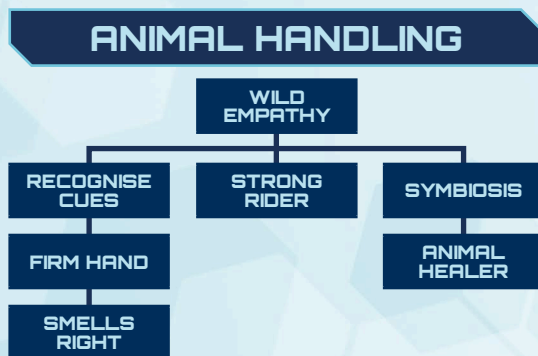 ANIMAL HANDLING
WILD
EMPATHY
RECOGNISE
CUES
STRONG
RIDER
SYMBIOSIS
FIRM HAND
ANIMAL
HEALER
SMELLS
RIGHT